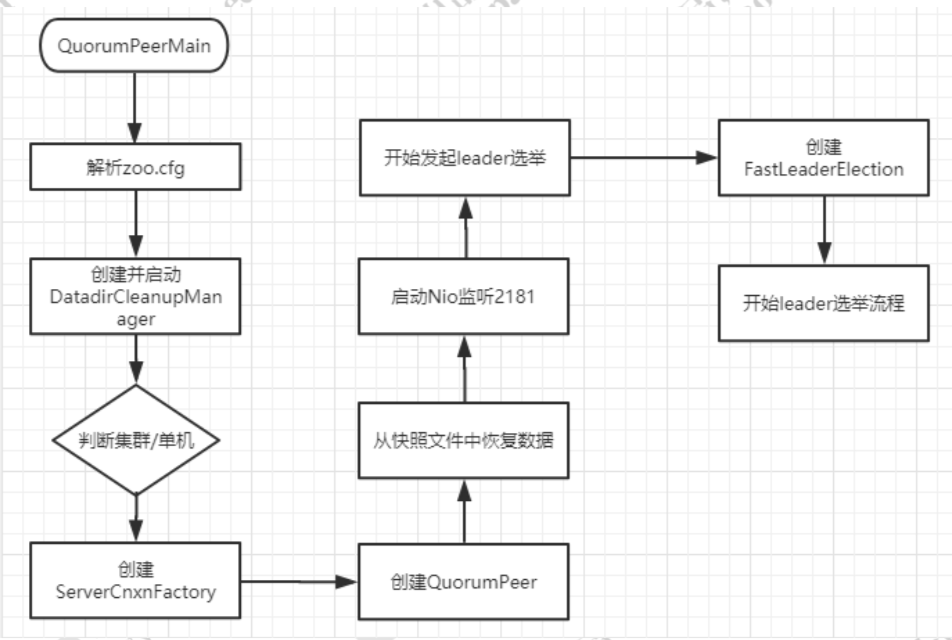 QuorumPeerMain
解析zoo.cfg
创建并启动
DatadirCleanupMan
ager
判断集群/单机
创建
ServerCnxnFactory
创建QuorumPeer
从快照文件中恢复数据
启动Nio监听2181
开始发起leader选举
创建
FastLeaderElection
开始leader选举流程